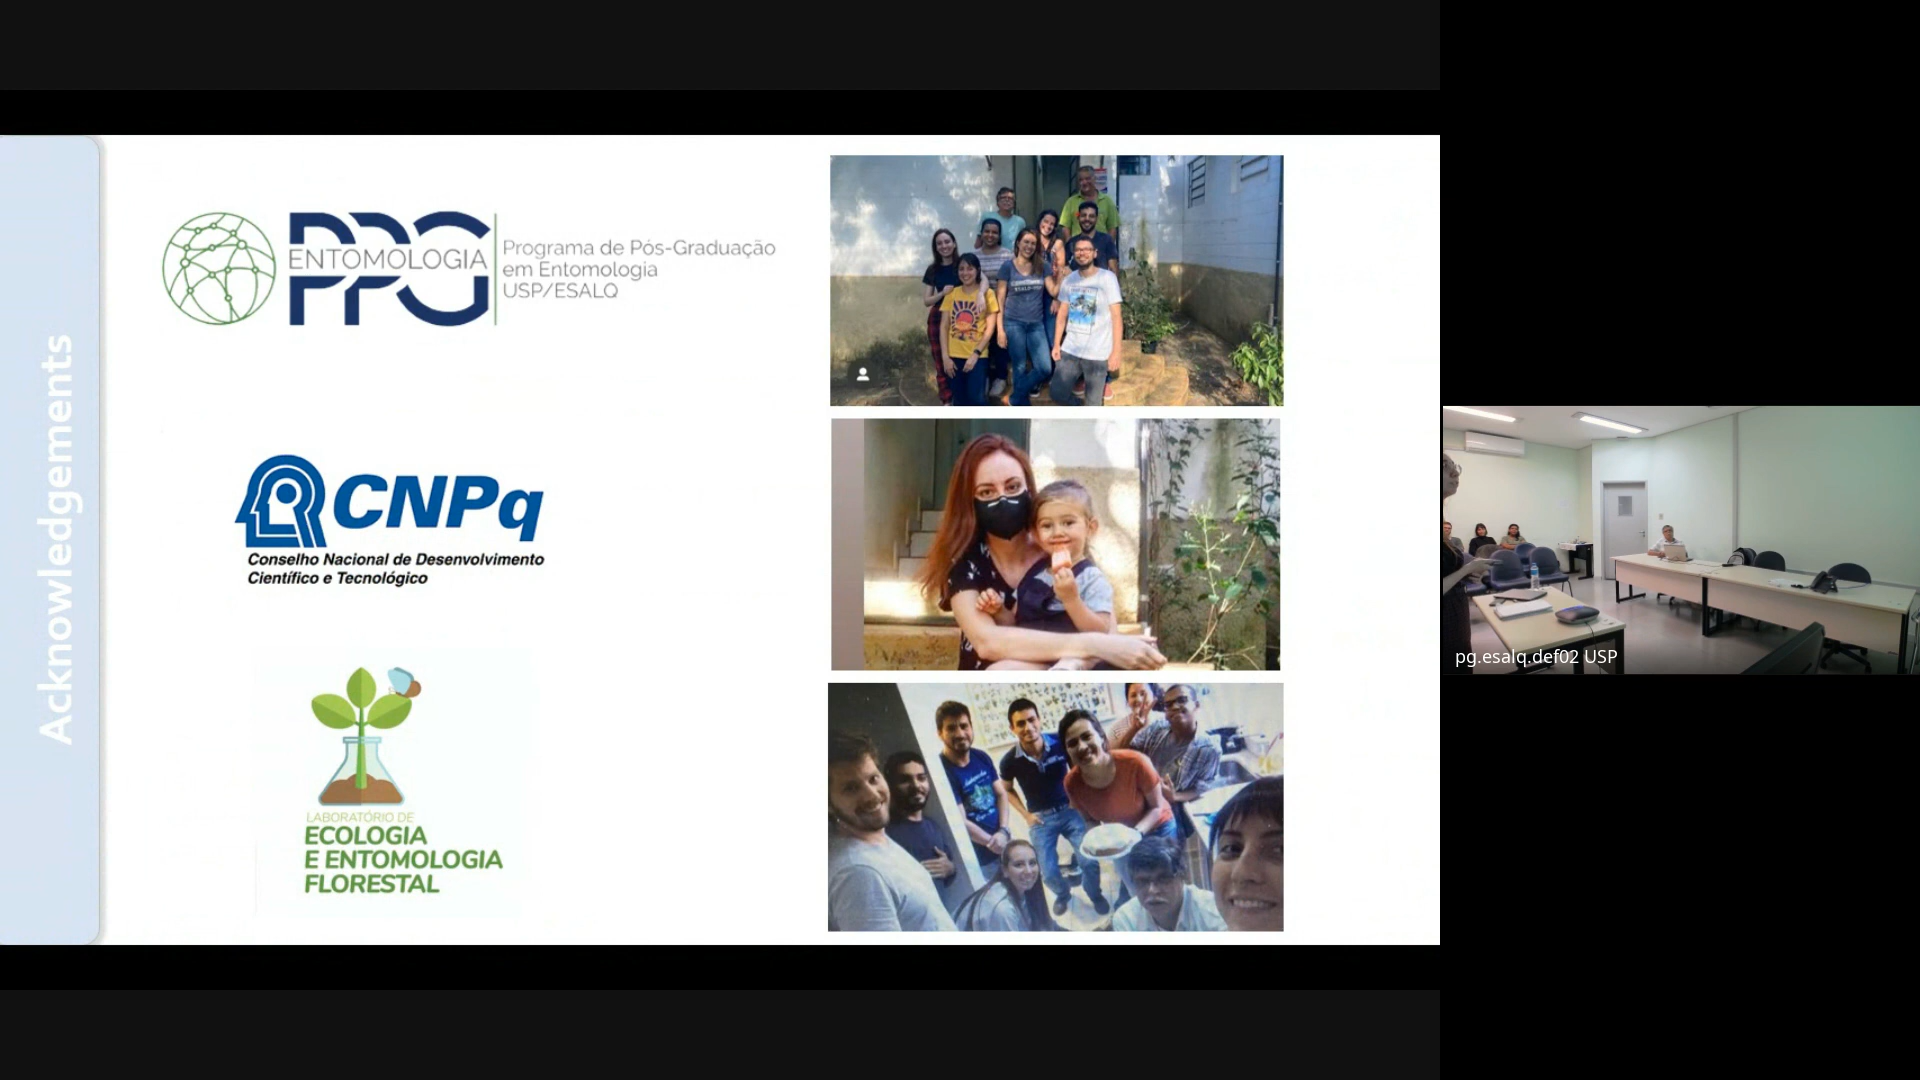 Acknowledgements
PPG
ENTOMOLOGIA
Programa de Pós-Graduação
em Entomologia
USP/ESALQ
CNPq
Conselho Nacional de Desenvolvimento
Científico e Tecnológico
LABORATÓRIO DE
ECOLOGIA
E ENTOMOLOGIA
FLORESTAL
pg.esalq.def02 USP